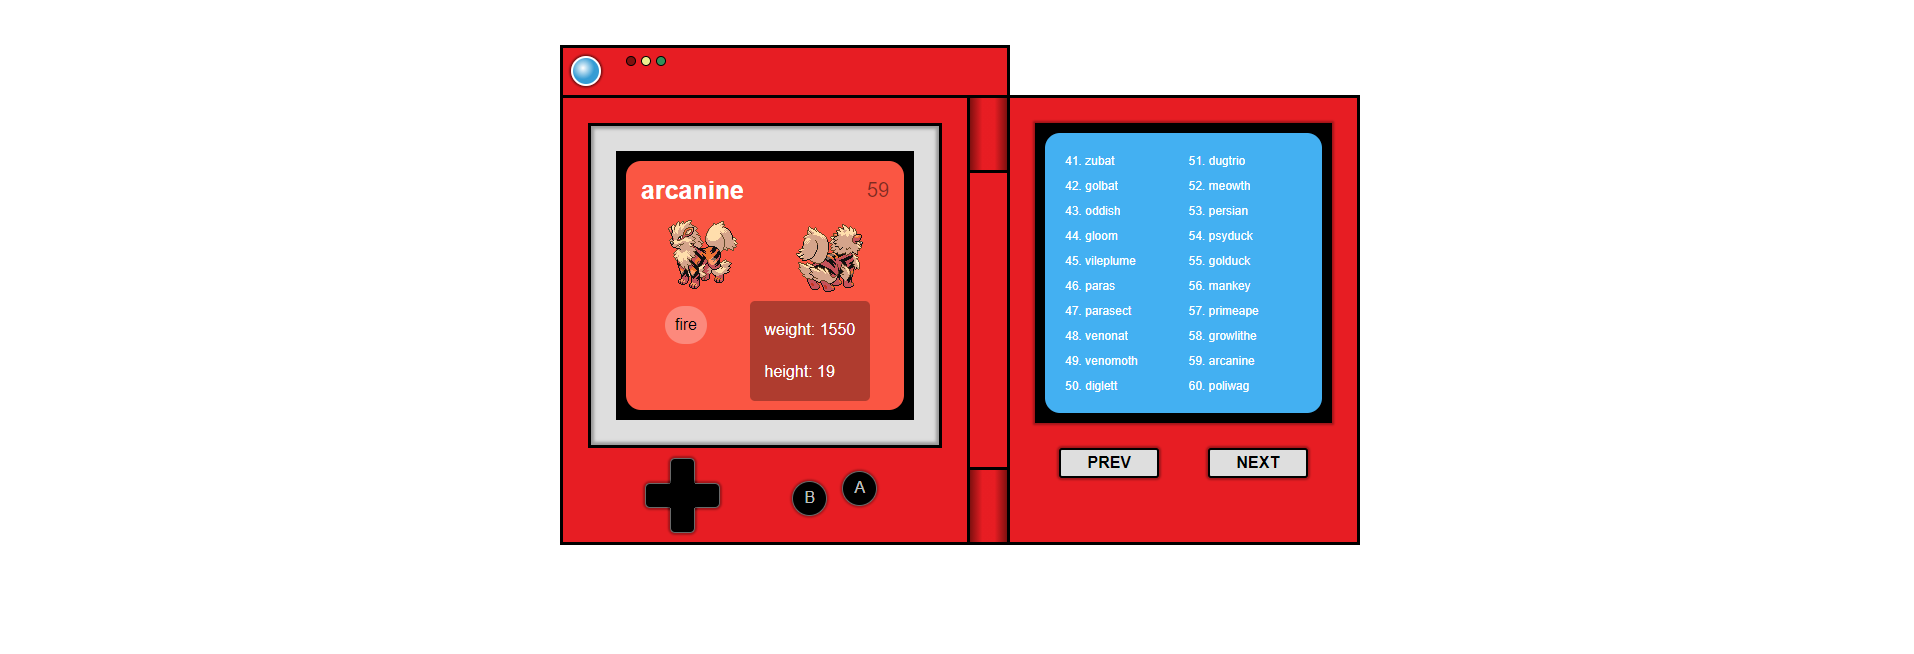 arcanine 59
fire
weight: 1550
height: 19
B A
41. zubat
42. golbat
43. oddish
44. gloom
45. vileplume
46. paras
47. parasect
48. venonat
49. venomoth
50. diglett
51. dugtrio
52. meowth
53. persian
54. psyduck
55. golduck
56. mankey
57. primeape
58. growlithe
59. arcanine
60. poliwag
PREV NEXT